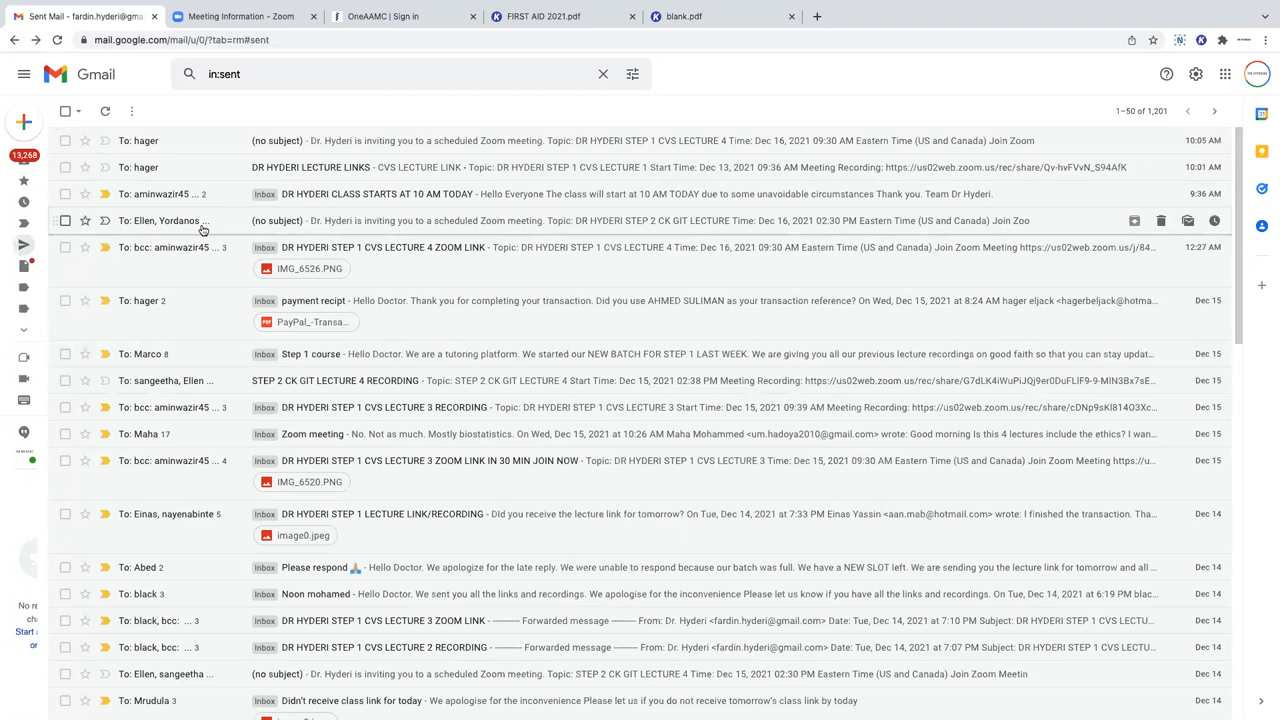 Sent Mail - fardin.hyderi@gma
Meeting Information - Zoom
OneAAMC | Sign in
FIRST AID 2021.pdf
blank.pdf
mail.google.com/mail/u/0/?tab=rm#sent
Gmail
in:sent
1–50 of 1,201
13,268
To: hager (no subject) - Dr. Hyderi is inviting you to a scheduled Zoom meeting. Topic: DR HYDERI STEP 1 CVS LECTURE 4 Time: Dec 16, 2021 09:30 AM Eastern Time (US and Canada) Join Zoom 10:05 AM
To: hager DR HYDERI LECTURE LINKS - CVS LECTURE LINK - Topic: DR HYDERI STEP 1 CVS LECTURE 1 Start Time: Dec 13, 2021 09:36 AM Meeting Recording: https://us02web.zoom.us/rec/share/Qv-hvFVvN_S94AfK 10:01 AM
To: aminwazir45 ... 2 Inbox DR HYDERI CLASS STARTS AT 10 AM TODAY - Hello Everyone The class will start at 10 AM TODAY due to some unavoidable circumstances Thank you. Team Dr Hyderi. 9:36 AM
To: Ellen, Yordanos ... (no subject) - Dr. Hyderi is inviting you to a scheduled Zoom meeting. Topic: DR HYDERI STEP 2 CK GIT LECTURE Time: Dec 16, 2021 02:30 PM Eastern Time (US and Canada) Join Zoo
To: bcc: aminwazir45 ... 3 Inbox DR HYDERI STEP 1 CVS LECTURE 4 ZOOM LINK - Topic: DR HYDERI STEP 1 CVS LECTURE 4 Time: Dec 16, 2021 09:30 AM Eastern Time (US and Canada) Join Zoom Meeting https://us02web.zoom.us/j/84... 12:27 AM
IMG_6526.PNG
To: hager 2 Inbox payment recipt - Hello Doctor. Thank you for completing your transaction. Did you use AHMED SULIMAN as your transaction reference? On Wed, Dec 15, 2021 at 8:24 AM hager eljack <hagerbeljack@hotma... Dec 15
PDF PayPal_-Transa...
To: Marco 8 Inbox Step 1 course - Hello Doctor. We are a tutoring platform. We started our NEW BATCH FOR STEP 1 LAST WEEK. We are giving you all our previous lecture recordings on good faith so that you can stay updat... Dec 15
To: sangeetha, Ellen ... STEP 2 CK GIT LECTURE 4 RECORDING - Topic: STEP 2 CK GIT LECTURE 4 Start Time: Dec 15, 2021 02:38 PM Meeting Recording: https://us02web.zoom.us/rec/share/G7dLK4iWuPiJQj9er0DuFLIF9-9-MlN3Bx7sE... Dec 15
To: bcc: aminwazir45 ... 3 Inbox DR HYDERI STEP 1 CVS LECTURE 3 RECORDING - Topic: DR HYDERI STEP 1 CVS LECTURE 3 Start Time: Dec 15, 2021 09:39 AM Meeting Recording: https://us02web.zoom.us/rec/share/cDNp9sKl814O3Xc... Dec 15
To: Maha 17 Inbox Zoom meeting - No. Not as much. Mostly biostatistics. On Wed, Dec 15, 2021 at 10:26 AM Maha Mohammed <um.hadoya2010@gmail.com> wrote: Good morning Is this 4 lectures include the ethics? I wan... Dec 15
To: bcc: aminwazir45 ... 4 Inbox DR HYDERI STEP 1 CVS LECTURE 3 ZOOM LINK IN 30 MIN JOIN NOW - Topic: DR HYDERI STEP 1 CVS LECTURE 3 Time: Dec 15, 2021 09:30 AM Eastern Time (US and Canada) Join Zoom Meeting https://u... Dec 15
IMG_6520.PNG
To: Einas, nayenabinte 5 Inbox DR HYDERI STEP 1 LECTURE LINK/RECORDING - DId you receive the lecture link for tomorrow? On Tue, Dec 14, 2021 at 7:33 PM Einas Yassin <aan.mab@hotmail.com> wrote: I finished the transaction. Tha... Dec 14
image0.jpeg
To: Abed 2 Inbox Please respond 🙏 - Hello Doctor. We apologize for the late reply. We were unable to respond because our batch was full. We have a NEW SLOT left. We are sending you the lecture link for tomorrow and all ... Dec 14
To: black 3 Inbox Noon mohamed - Hello Doctor. We sent you all the links and recordings. We apologise for the inconvenience Please let us know if you have all the links and recordings. On Tue, Dec 14, 2021 at 6:19 PM blac... Dec 14
To: black, bcc: ... 3 Inbox DR HYDERI STEP 1 CVS LECTURE 3 ZOOM LINK - ---------- Forwarded message --------- From: Dr. Hyderi <fardin.hyderi@gmail.com> Date: Tue, Dec 14, 2021 at 7:10 PM Subject: DR HYDERI STEP 1 CVS LECTU... Dec 14
To: black, bcc: ... 3 Inbox DR HYDERI STEP 1 CVS LECTURE 2 RECORDING - ---------- Forwarded message --------- From: Dr. Hyderi <fardin.hyderi@gmail.com> Date: Tue, Dec 14, 2021 at 7:07 PM Subject: DR HYDERI STEP 1 CVS LECTU... Dec 14
To: Ellen, sangeetha ... (no subject) - Dr. Hyderi is inviting you to a scheduled Zoom meeting. Topic: STEP 2 CK GIT LECTURE 4 Time: Dec 15, 2021 02:30 PM Eastern Time (US and Canada) Join Zoom Meetin Dec 14
To: Mrudula 3 Inbox Didn't receive class link for today - We apologise for the inconvenience Please let us if you do not receive tomorrow's class link by today Dec 14
No re
ch
Start a
or